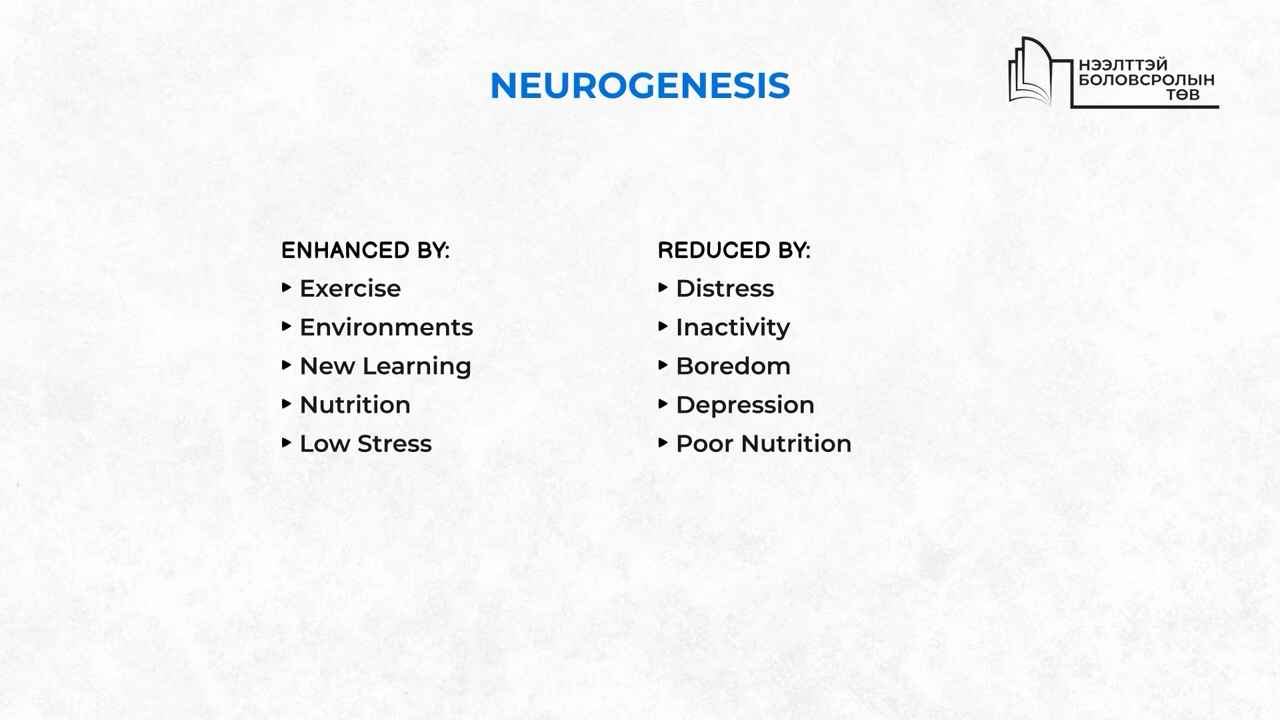 NEUROGENESIS
НЭЭЛТТЭЙ
БОЛОВСРОЛЫН
ТӨВ
ENHANCED BY:
Exercise
Environments
New Learning
Nutrition
Low Stress
REDUCED BY:
Distress
Inactivity
Boredom
Depression
Poor Nutrition